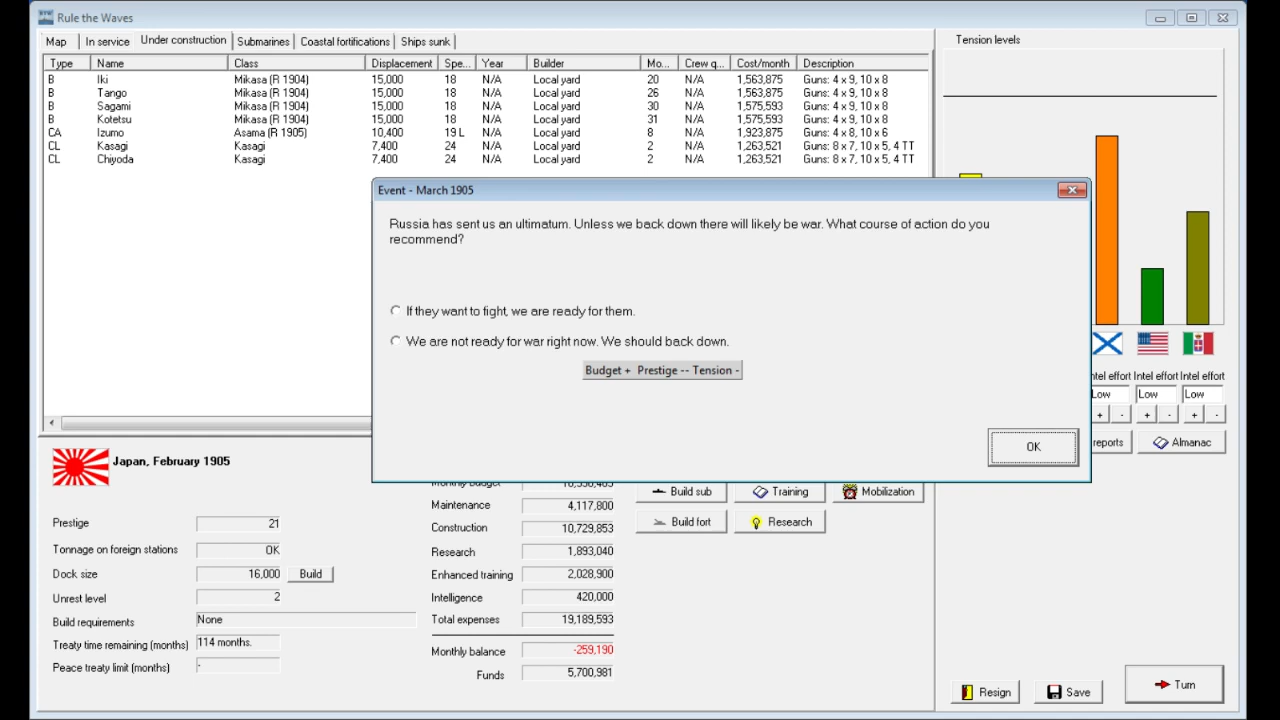 Rule the Waves
Map In service Under construction Submarines Coastal fortifications Ships sunk
Type Name Class Displacement Spe... Year Builder Mo... Crew q... Cost/month Description
B Iki Mikasa (R 1904) 15,000 18 N/A Local yard 20 N/A 1,563,875 Guns: 4 x 9, 10 x 8
B Tango Mikasa (R 1904) 15,000 18 N/A Local yard 26 N/A 1,563,875 Guns: 4 x 9, 10 x 8
B Sagami Mikasa (R 1904) 15,000 18 N/A Local yard 30 N/A 1,575,593 Guns: 4 x 9, 10 x 8
B Kotetsu Mikasa (R 1904) 15,000 18 N/A Local yard 31 N/A 1,575,593 Guns: 4 x 9, 10 x 8
CA Izumo Asama (R 1905) 10,400 19 L N/A Local yard 8 N/A 1,923,875 Guns: 4 x 8, 10 x 6
CL Kasagi Kasagi 7,400 24 N/A Local yard 2 N/A 1,263,521 Guns: 8 x 7, 10 x 5, 4 TT
CL Chiyoda Kasagi 7,400 24 N/A Local yard 2 N/A 1,263,521 Guns: 8 x 7, 10 x 5, 4 TT
Tension levels
Event - March 1905
Russia has sent us an ultimatum. Unless we back down there will likely be war. What course of action do you
recommend?
If they want to fight, we are ready for them.
We are not ready for war right now. We should back down.
Budget + Prestige -- Tension -
OK
Intel effort Intel effort Intel effort
Low Low Low
+ - + - + -
reports Almanac
Japan, February 1905
Prestige 21
Tonnage on foreign stations OK
Dock size 16,000 Build
Unrest level 2
Build requirements None
Treaty time remaining (months) 114 months.
Peace treaty limit (months) -
Monthly budget
Maintenance 4,117,800
Construction 10,729,853
Research 1,893,040
Enhanced training 2,028,900
Intelligence 420,000
Total expenses 19,189,593
Monthly balance -259,190
Funds 5,700,981
Build sub Training Mobilization
Build fort Research
Resign Save Turn